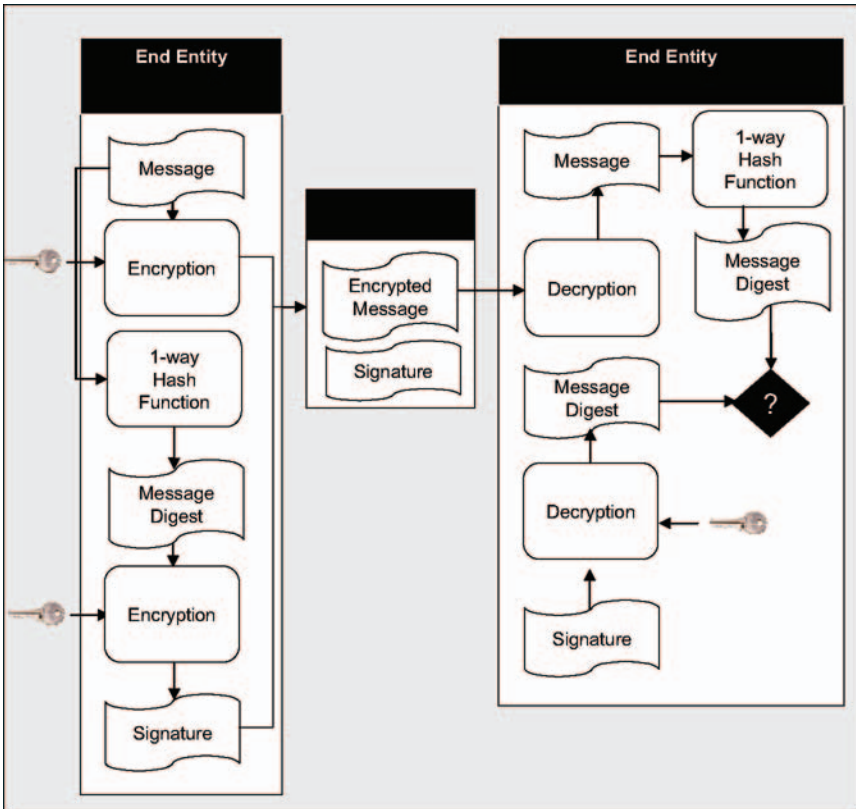 End Entity
Message
Encryption
1-way
Hash
Function
Message
Digest
Encryption
Signature
Encrypted
Message
Signature
End Entity
Message
1-way
Hash
Function
Decryption
Message
Digest
Message
Digest
?
Decryption
Signature